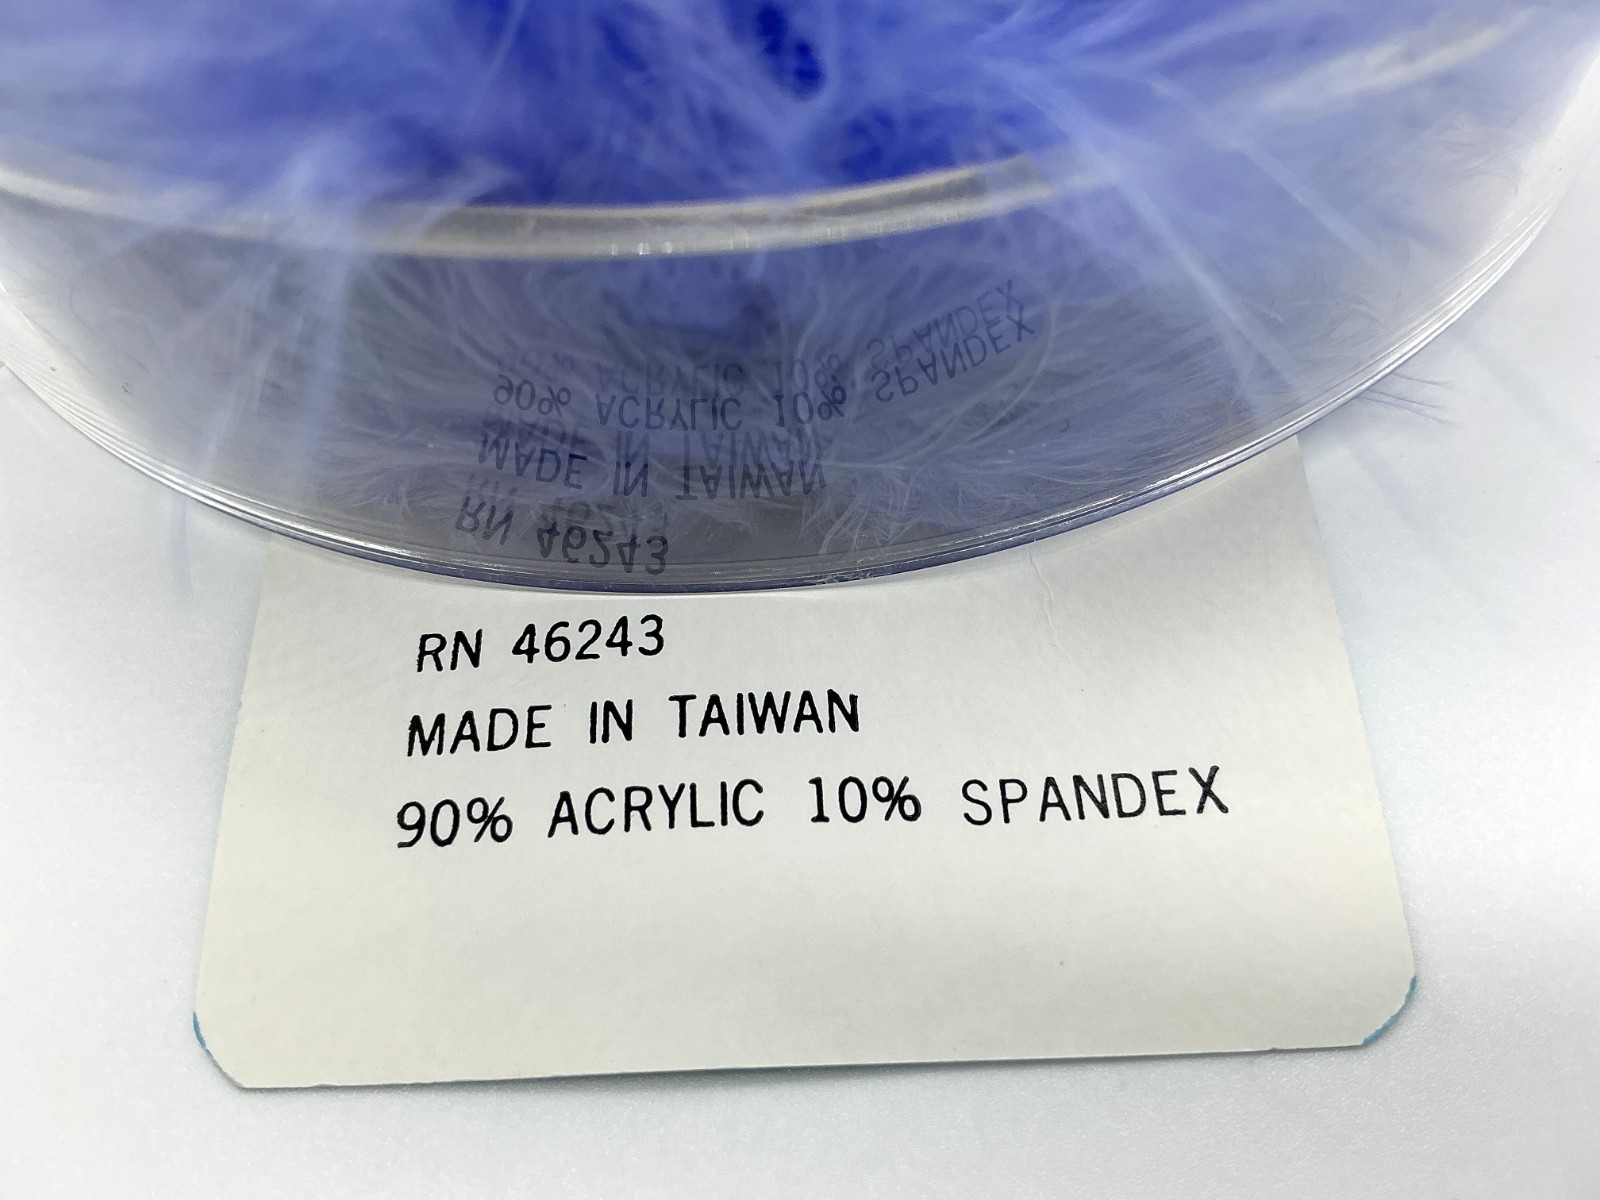 RN 46243
MADE IN TAIWAN
90% ACRYLIC 10% SPANDEX